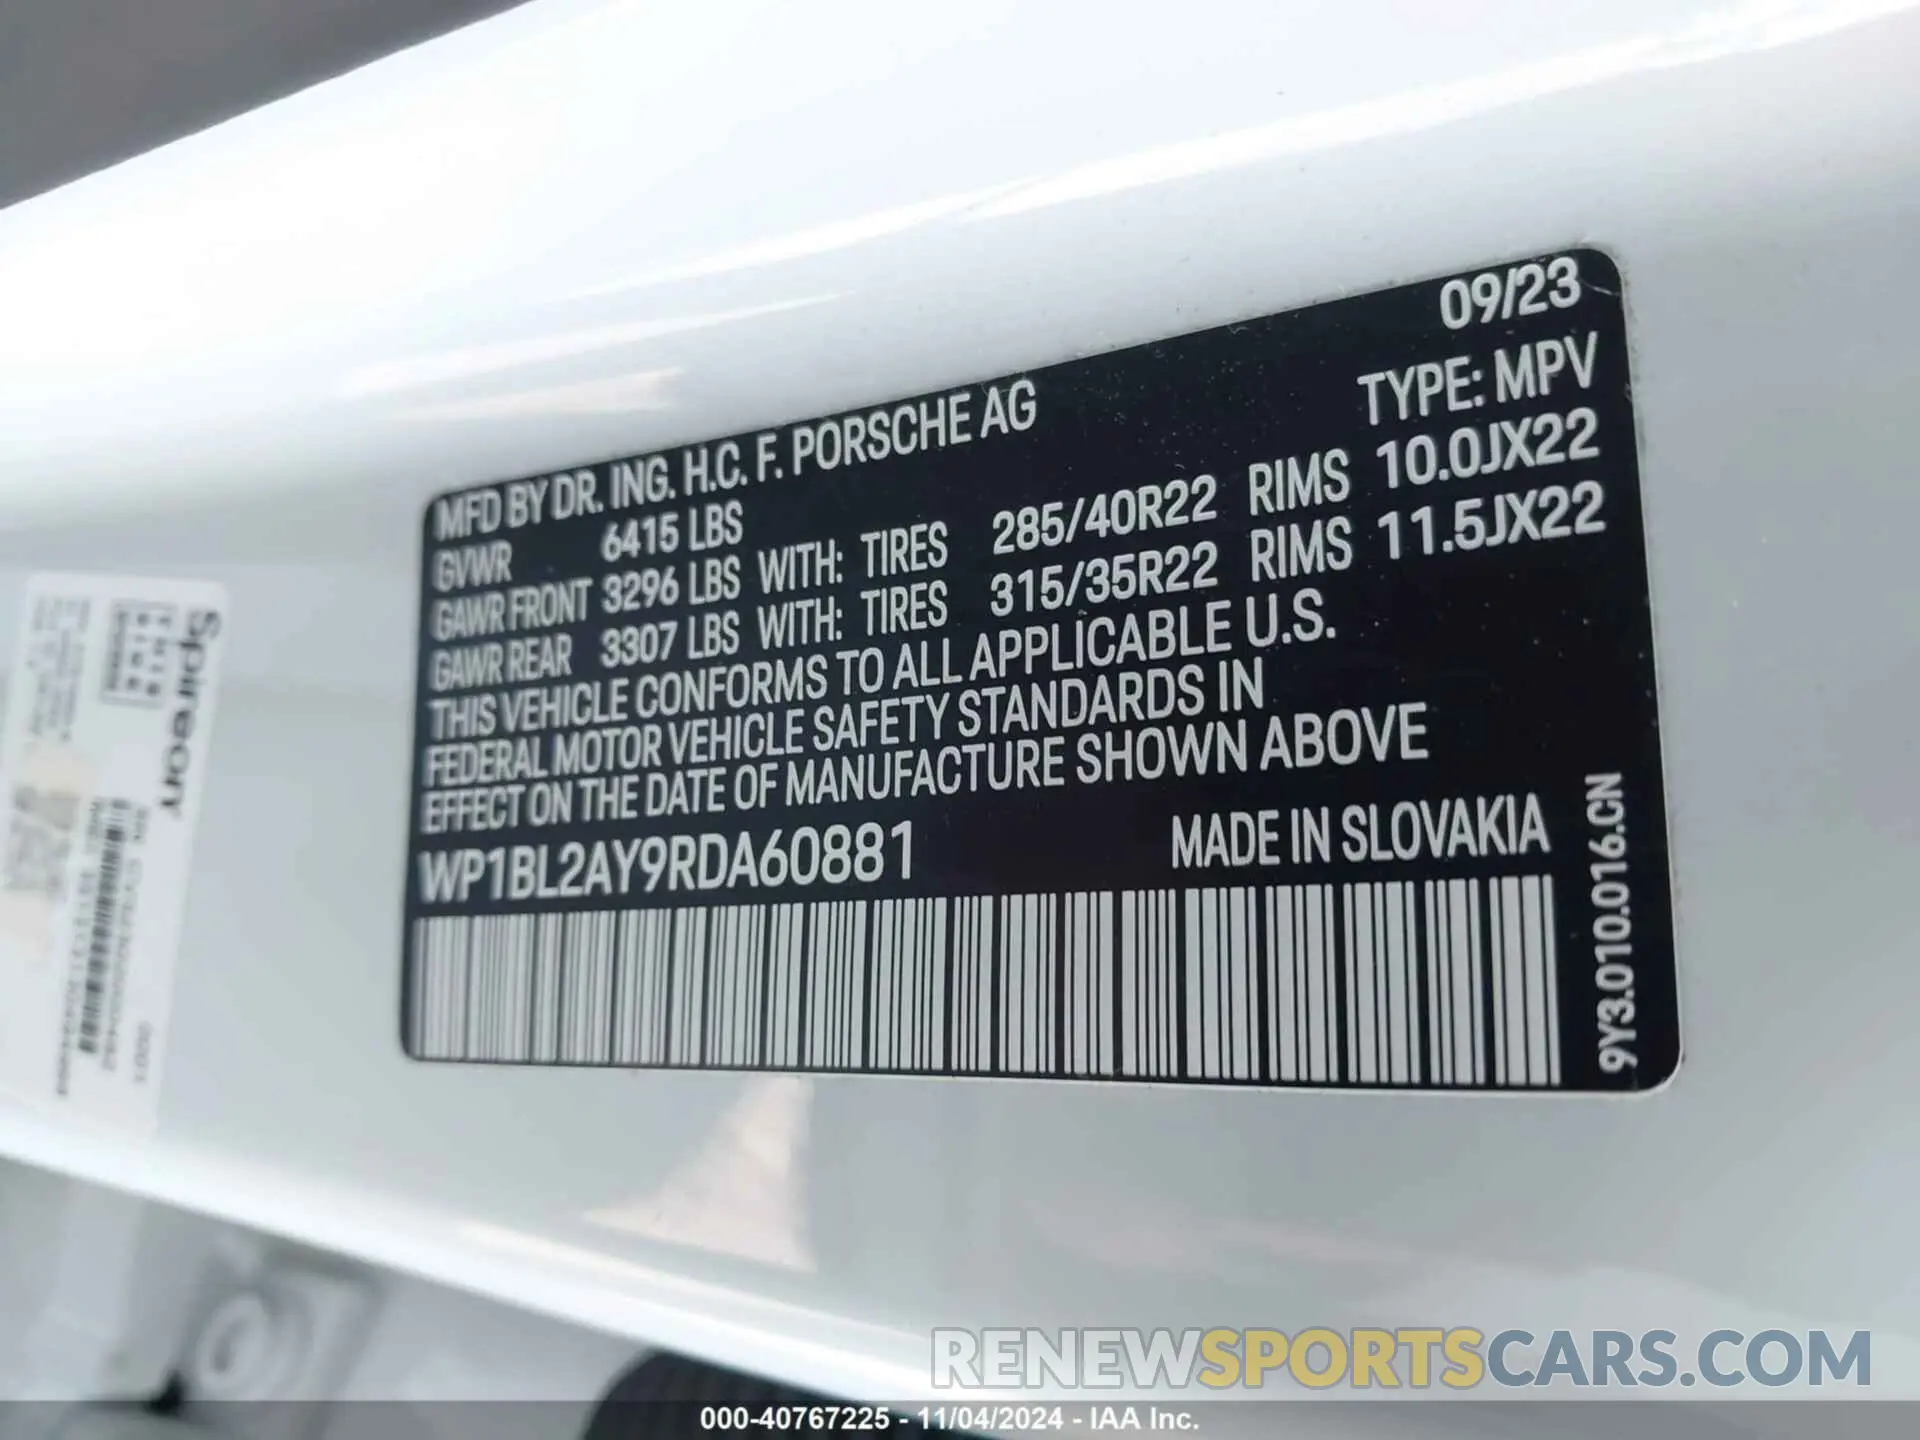 09/23
MFD BY DR. ING. H.C. F. PORSCHE AG
TYPE: MPV
GVWR 6415 LBS
GAWR FRONT 3296 LBS WITH: TIRES 285/40R22 RIMS 10.0JX22
GAWR REAR 3307 LBS WITH: TIRES 315/35R22 RIMS 11.5JX22
THIS VEHICLE CONFORMS TO ALL APPLICABLE U.S.
FEDERAL MOTOR VEHICLE SAFETY STANDARDS IN
EFFECT ON THE DATE OF MANUFACTURE SHOWN ABOVE
WP1BL2AY9RDA60881 MADE IN SLOVAKIA
9Y3.010.016.CN
Spireon
THIS
SIDE
RENEWSPORTSCARS.COM
000-40767225 - 11/04/2024 - IAA Inc.